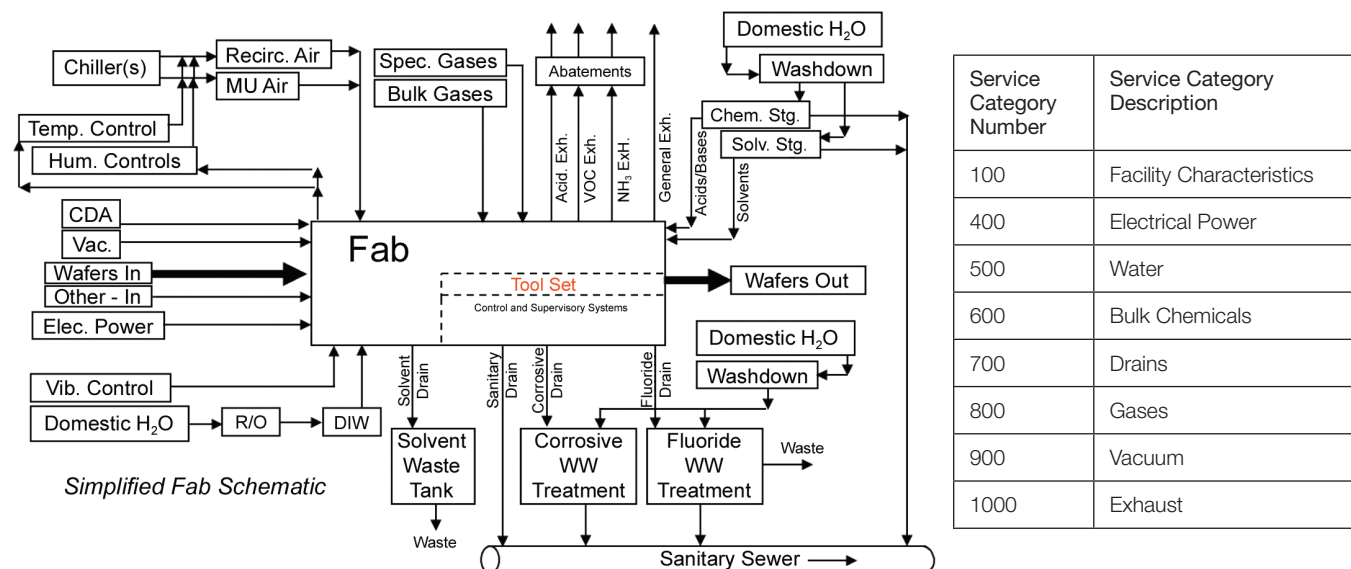 Chiller(s)
Recirc. Air
MU Air
Temp. Control
Hum. Controls
Spec. Gases
Bulk Gases
Abatements
Acid. Exh.
VOC Exh.
NH₃ ExH.
General Exh.
Domestic H₂O
Washdown
Chem. Stg.
Solv. Stg.
Acids/Bases
Solvents
CDA
Vac.
Wafers In
Other - In
Elec. Power
Fab
Tool Set
Control and Supervisory Systems
Wafers Out
Vib. Control
Domestic H₂O
R/O
DIW
Solvent
Drain
Sanitary
Drain
Corrosive
Drain
Fluoride
Drain
Domestic H₂O
Washdown
Solvent
Waste
Tank
Corrosive
WW
Treatment
Fluoride
WW
Treatment
Waste
Waste
Simplified Fab Schematic
Sanitary Sewer
Service
Category
Number
Service Category
Description
100 Facility Characteristics
400 Electrical Power
500 Water
600 Bulk Chemicals
700 Drains
800 Gases
900 Vacuum
1000 Exhaust